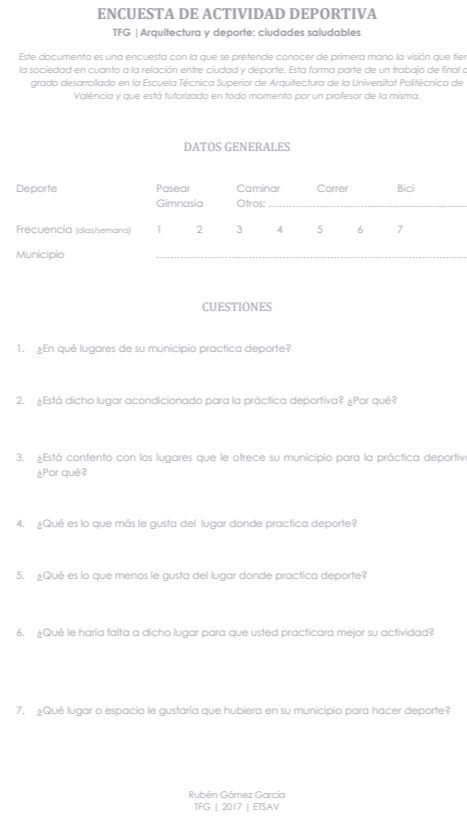 ENCUESTA DE ACTIVIDAD DEPORTIVA
TFG |Arquitectura y deporte: ciudades saludables
Este documento es una encuesta con la que se pretende conocer de primera mano la visión que tien
la sociedad en cuanto a la relación entre ciudad y deporte. Esta forma parte de un trabajo de final d
grado desarrollado en la Escuela Técnica Superior de Arquitectura de la Universitat Politècnica de
València y que está tutorizado en todo momento por un profesor de la misma.
DATOS GENERALES
Deporte Pasear Caminar Correr Bici
Gimnasia Otros:
Frecuencia (días/semana) 1 2 3 4 5 6 7
Municipio
CUESTIONES
1. ¿En qué lugares de su municipio practica deporte?
2. ¿Está dicho lugar acondicionado para la práctica deportiva? ¿Por qué?
3. ¿Está contento con los lugares que le ofrece su municipio para la práctica deportiva
¿Por qué?
4. ¿Qué es lo que más le gusta del lugar donde practica deporte?
5. ¿Qué es lo que menos le gusta del lugar donde practica deporte?
6. ¿Qué le haría falta a dicho lugar para que usted practicara mejor su actividad?
7. ¿Qué lugar o espacio le gustaría que hubiera en su municipio para hacer deporte?
Rubén Gómez García
TFG | 2017 | ETSAV